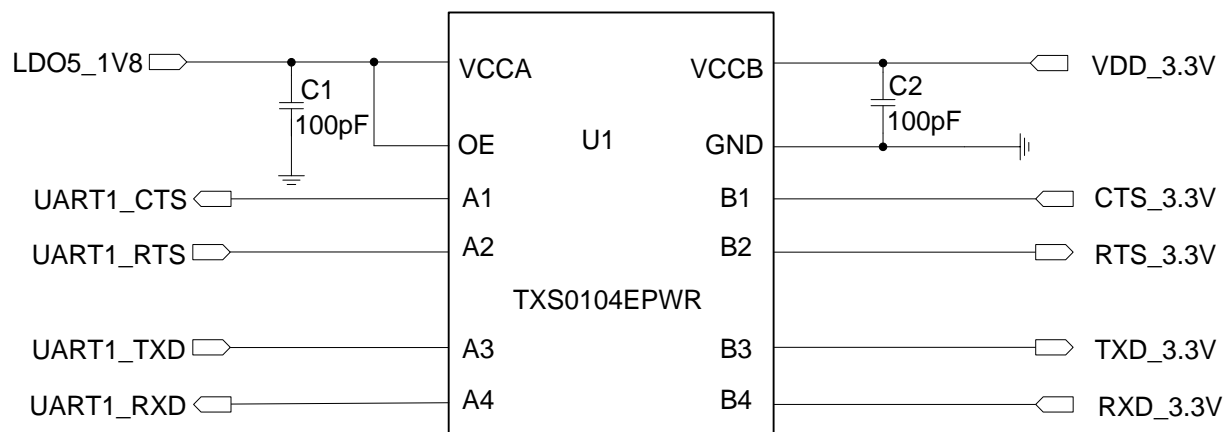 LDO5_1V8
VCCA
VCCB
VDD_3.3V
C1
100pF
C2
100pF
OE
U1
GND
UART1_CTS
A1
B1
CTS_3.3V
UART1_RTS
A2
B2
RTS_3.3V
TXS0104EPWR
UART1_TXD
A3
B3
TXD_3.3V
UART1_RXD
A4
B4
RXD_3.3V